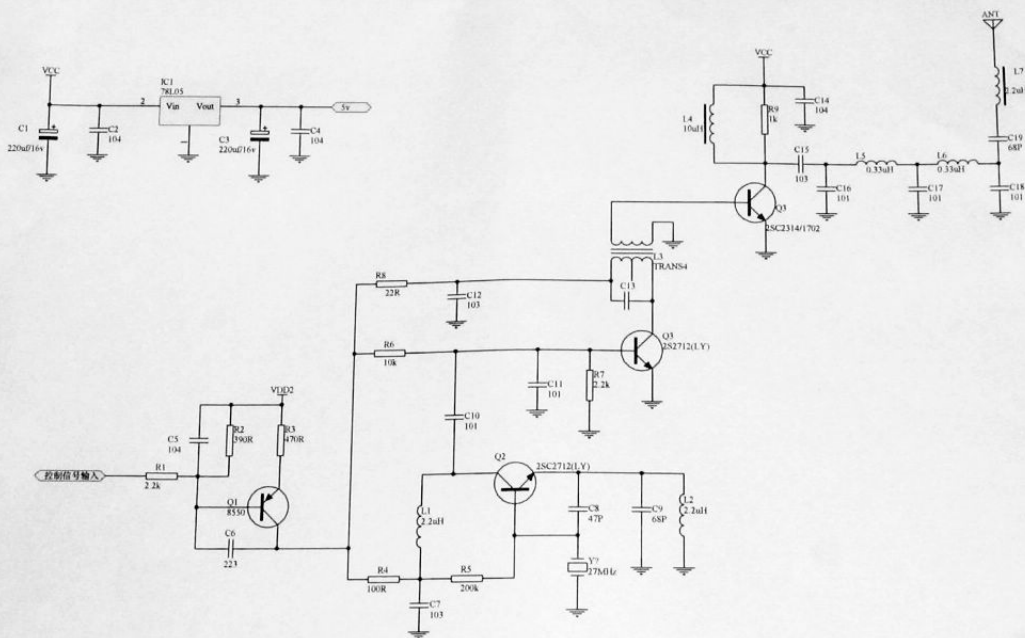 ANT
VCC
IC1
78L05
2
Vin
Vout
3
5v
1
C1
220uf/16v
C2
104
C3
220uf/16v
C4
104
VCC
L4
10uH
R9
1k
C14
104
L7
2.2uH
C15
103
C19
68P
L5
0.33uH
L6
0.33uH
C16
101
C17
101
C18
101
Q3
2SC2314/1702
L3
TRANS4
R8
22R
C12
103
C13
R6
10k
Q3
2S2712(LY)
C11
101
R7
2.2k
VDD2
C10
101
C5
104
R2
390R
R3
470R
控制信号输入
R1
2.2k
Q1
8550
C6
223
Q2
2SC2712(LY)
L1
2.2uH
C8
47P
C9
68P
L2
2.2uH
Y?
27MHz
R4
100R
R5
200k
C7
103